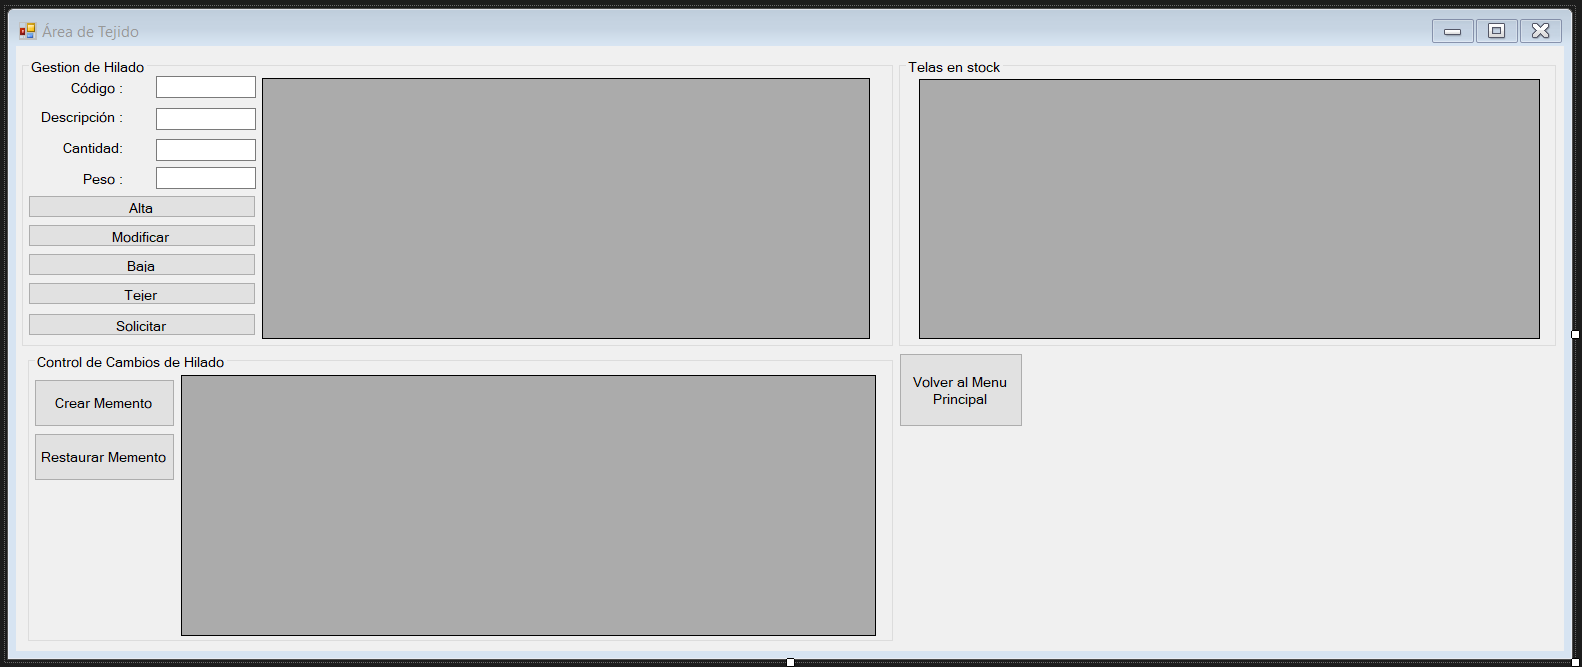 Área de Tejido
Gestion de Hilado
Código :
Descripción :
Cantidad:
Peso :
Alta
Modificar
Baja
Tejer
Solicitar
Telas en stock
Control de Cambios de Hilado
Crear Memento
Restaurar Memento
Volver al Menu
Principal